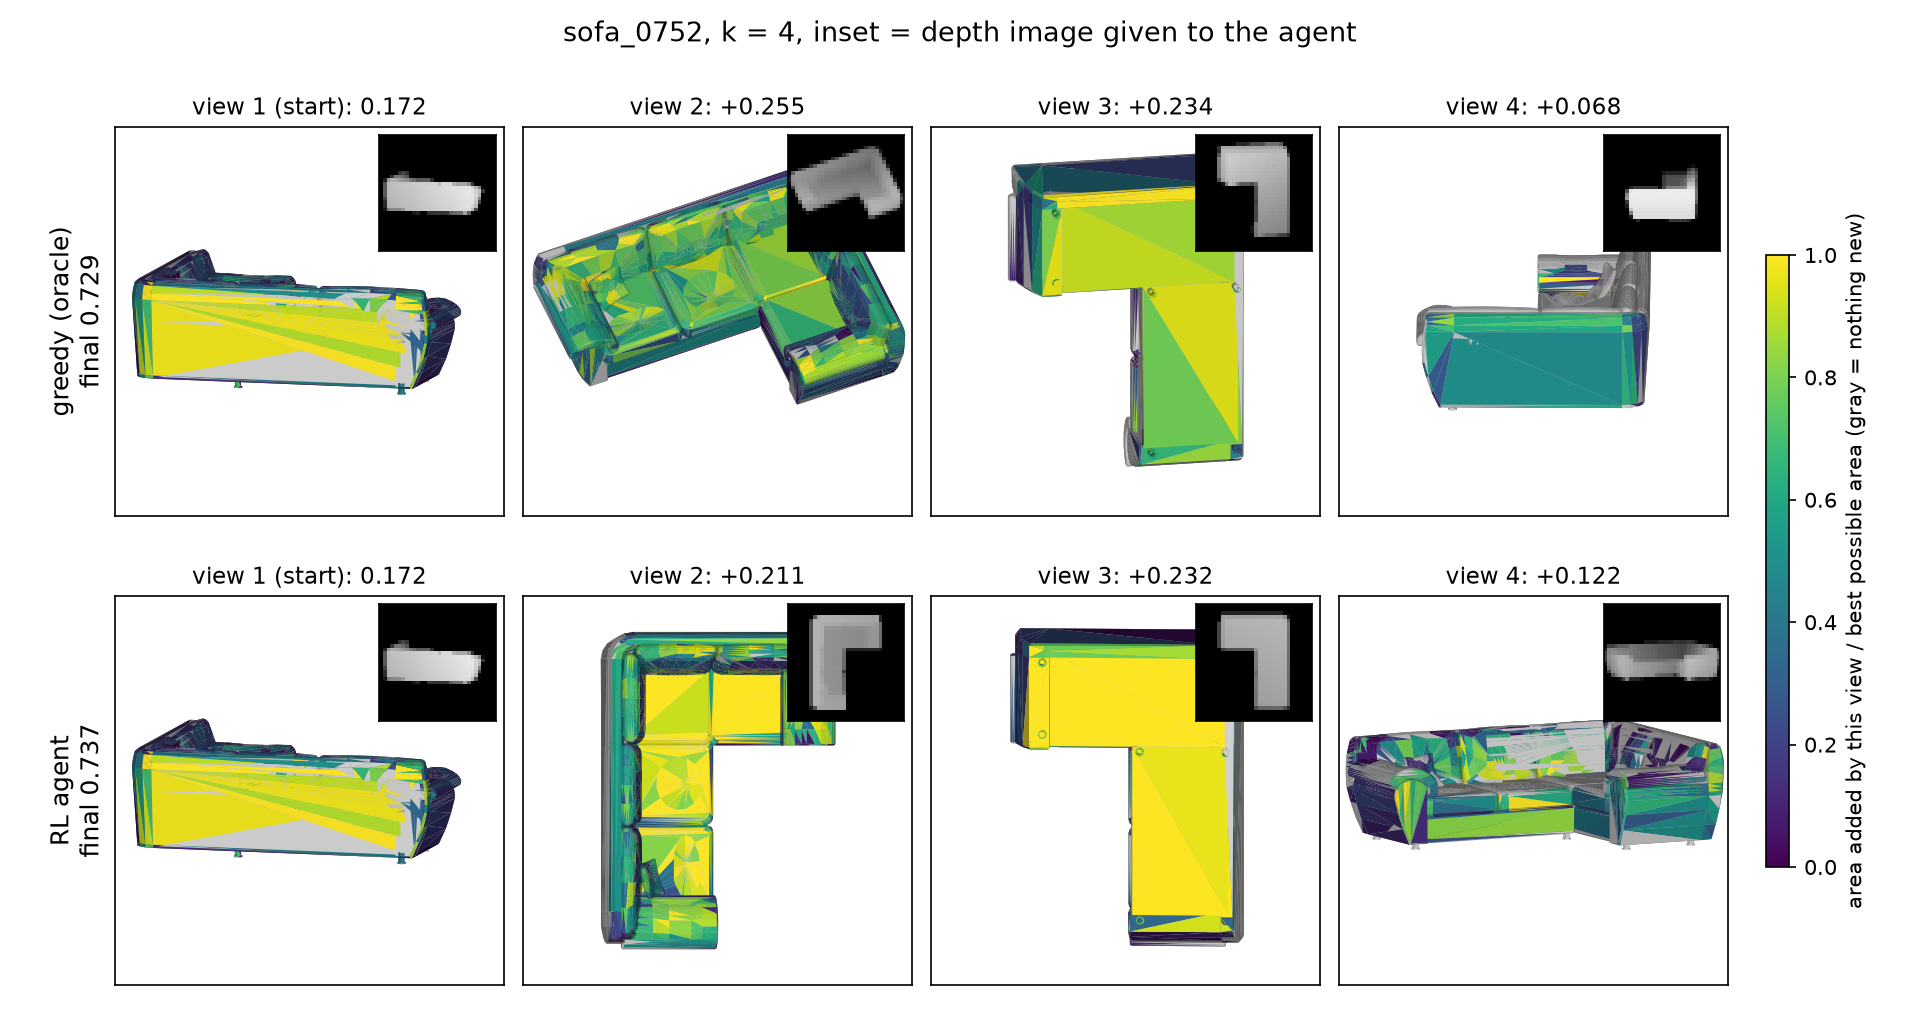 sofa_0752, k = 4, inset = depth image given to the agent
view 1 (start): 0.172
view 2: +0.255
view 3: +0.234
view 4: +0.068
greedy (oracle)
final 0.729
view 1 (start): 0.172
view 2: +0.211
view 3: +0.232
view 4: +0.122
RL agent
final 0.737
1.0
0.8
0.6
0.4
0.2
0.0
area added by this view / best possible area (gray = nothing new)